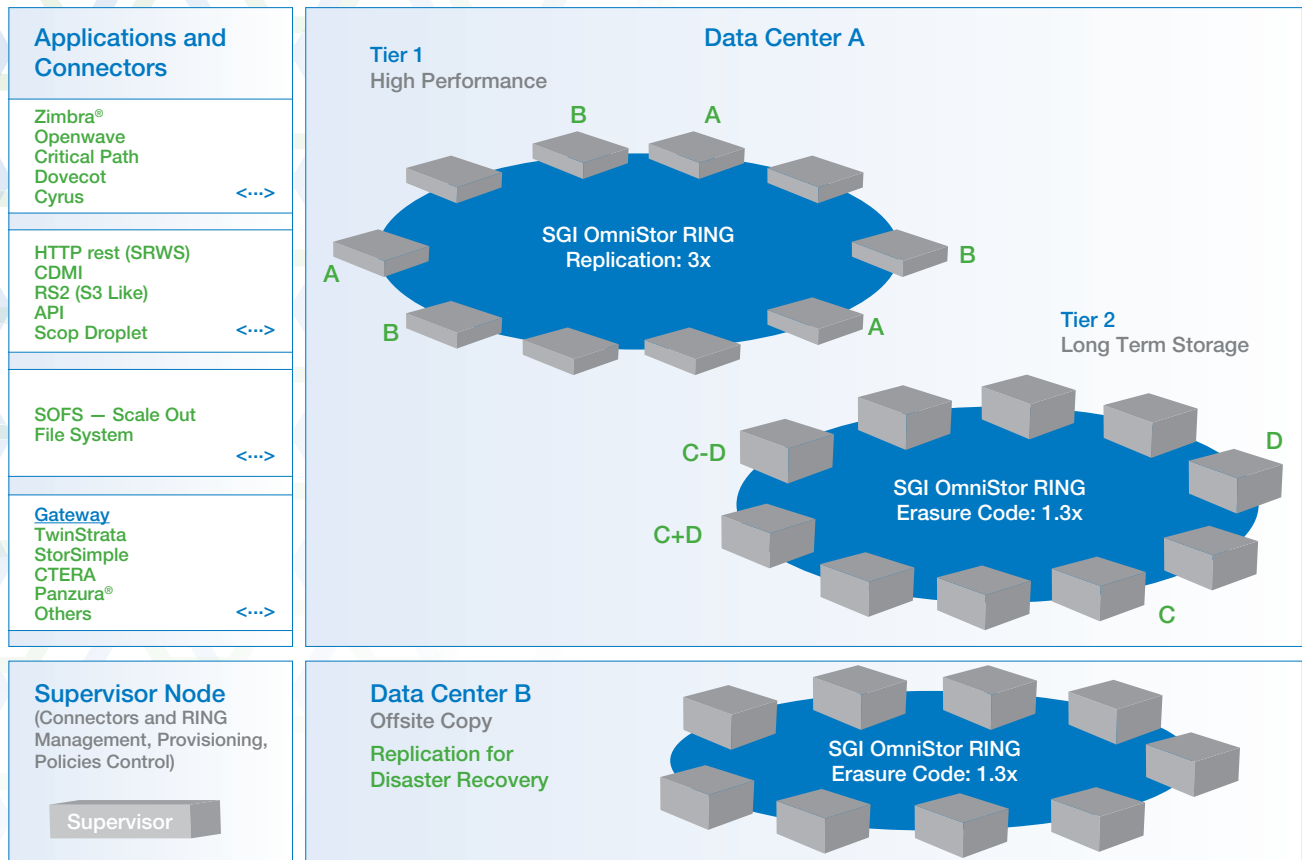 Applications and
Connectors
Zimbra®
Openwave
Critical Path
Dovecot
Cyrus
<···>
HTTP rest (SRWS)
CDMI
RS2 (S3 Like)
API
Scop Droplet
<···>
SOFS — Scale Out
File System
<···>
Gateway
TwinStrata
StorSimple
CTERA
Panzura®
Others
<···>
Data Center A
Tier 1
High Performance
B
A
SGI OmniStor RING
Replication: 3x
A
B
B
A
Tier 2
Long Term Storage
C-D
D
SGI OmniStor RING
Erasure Code: 1.3x
C+D
C
Supervisor Node
(Connectors and RING
Management, Provisioning,
Policies Control)
Supervisor
Data Center B
Offsite Copy
Replication for
Disaster Recovery
SGI OmniStor RING
Erasure Code: 1.3x